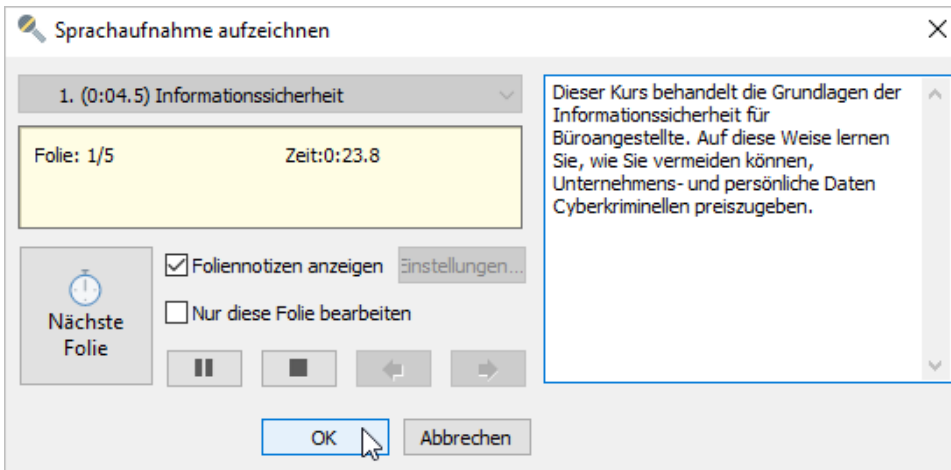 Sprachaufnahme aufzeichnen
1. (0:04.5) Informationssicherheit
Folie: 1/5 Zeit:0:23.8
Dieser Kurs behandelt die Grundlagen der
Informationssicherheit für
Büroangestellte. Auf diese Weise lernen
Sie, wie Sie vermeiden können,
Unternehmens- und persönliche Daten
Cyberkriminellen preiszugeben.
Nächste
Folie
Foliennotizen anzeigen
Einstellungen...
Nur diese Folie bearbeiten
OK
Abbrechen